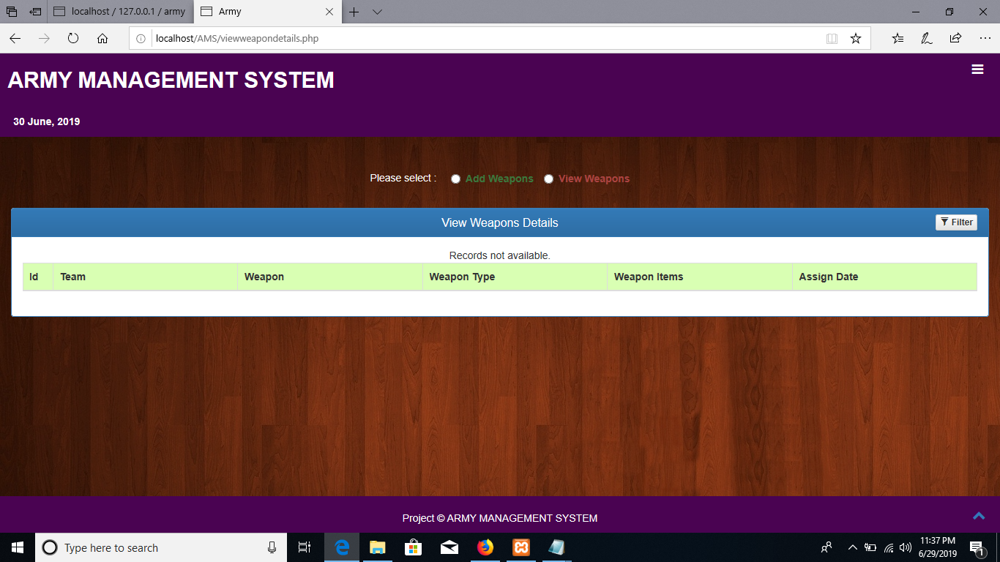 localhost / 127.0.0.1 / army
Army
localhost/AMS/viewweapondetails.php
ARMY MANAGEMENT SYSTEM
30 June, 2019
Please select : Add Weapons View Weapons
View Weapons Details
Filter
Records not available.
Id Team Weapon Weapon Type Weapon Items Assign Date
Project © ARMY MANAGEMENT SYSTEM
Type here to search
11:37 PM
6/29/2019
1